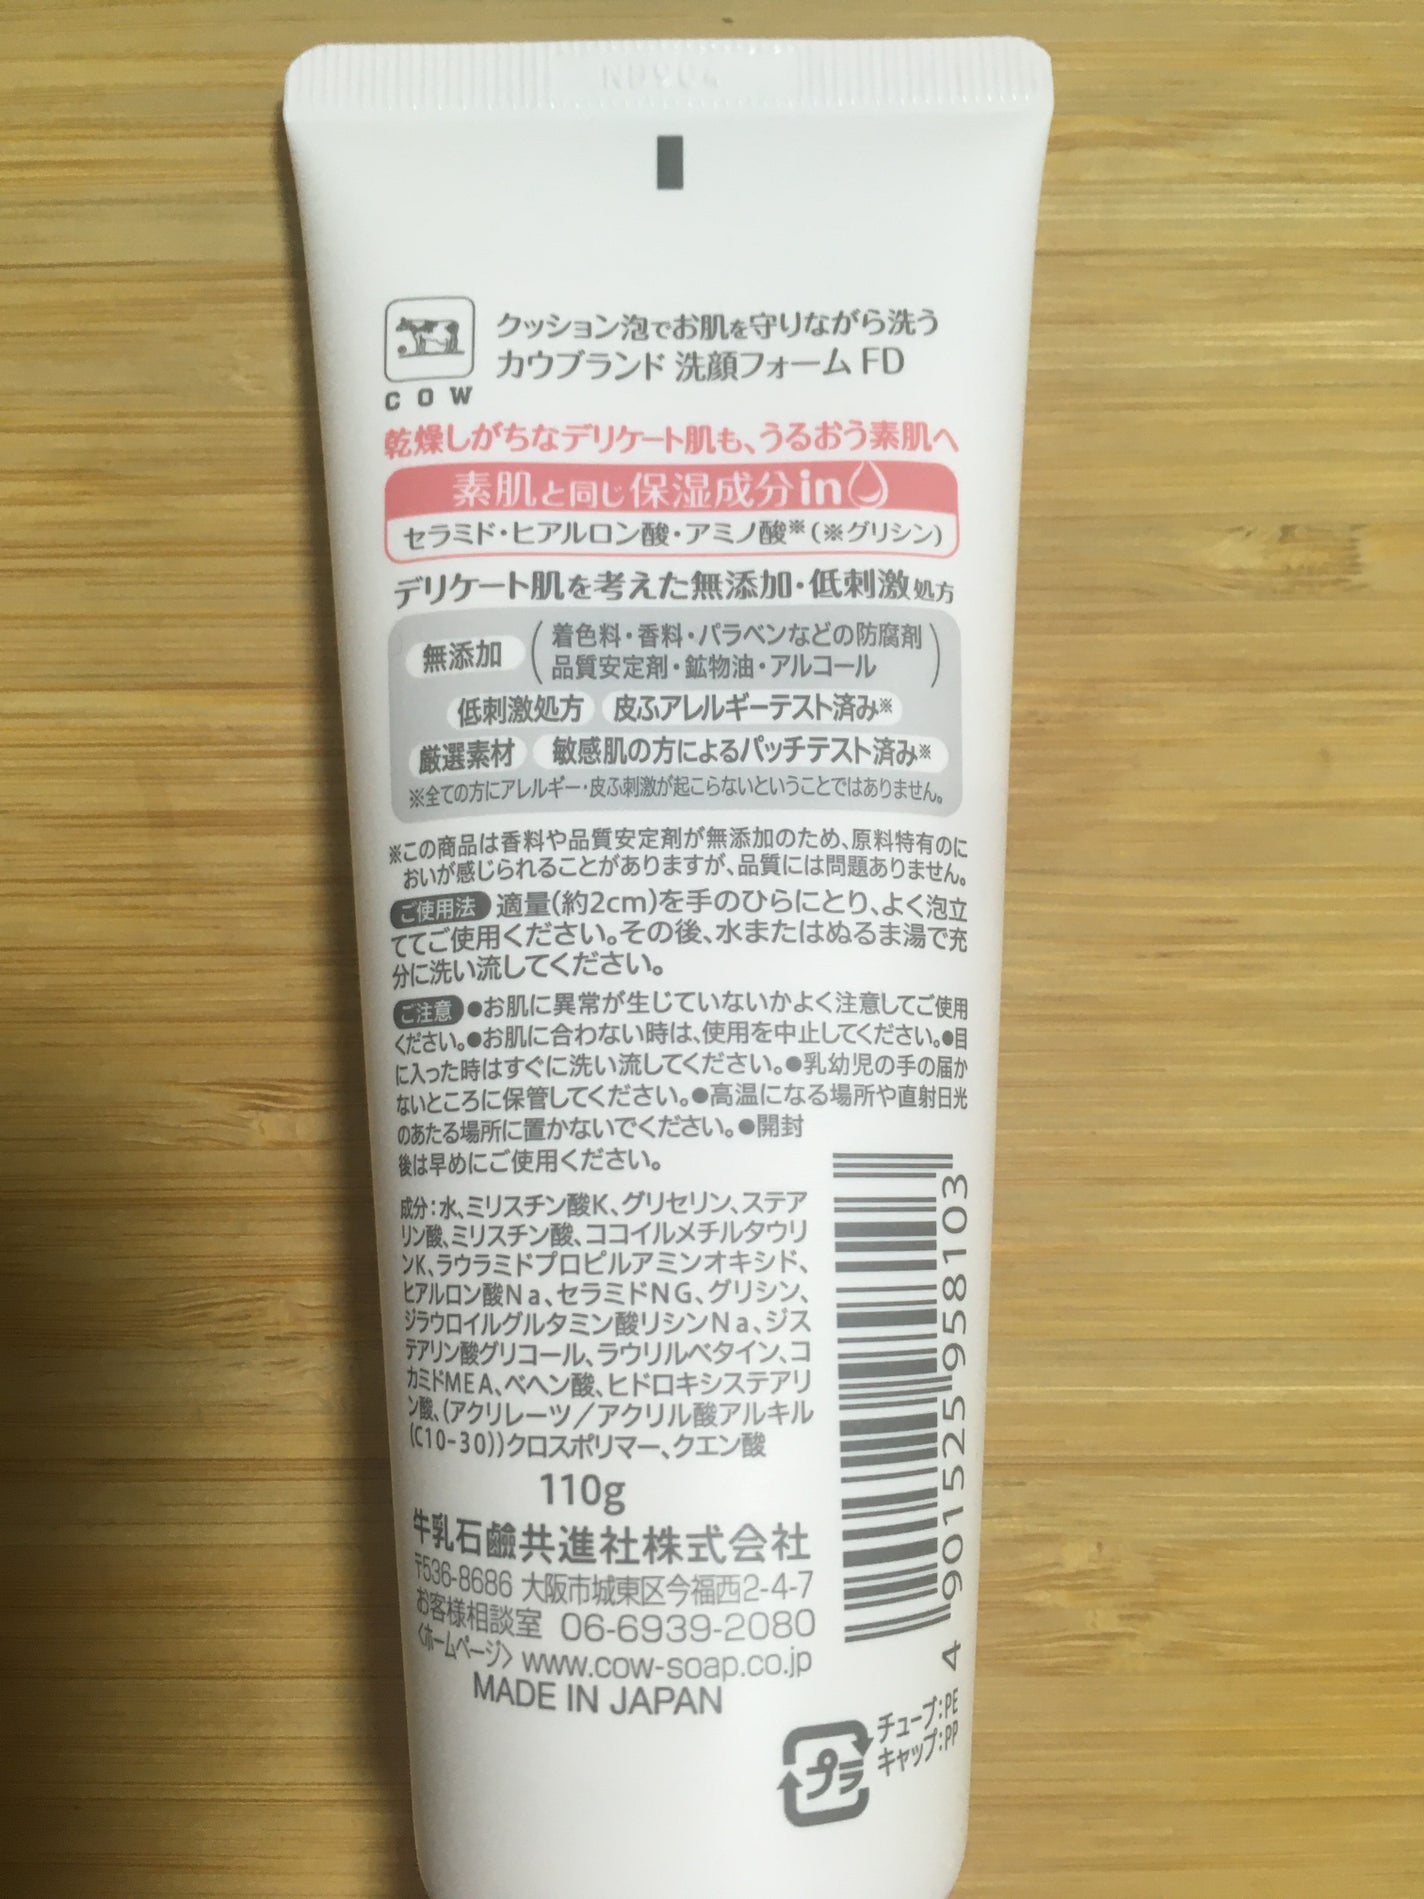 COW
クッション泡でお肌を守りながら洗う
カウブランド 洗顔フォーム FD
乾燥しがちなデリケート肌も、うるおう素肌へ
素肌と同じ保湿成分in
セラミド・ヒアルロン酸・アミノ酸※(※グリシン)
デリケート肌を考えた無添加・低刺激処方
無添加
(着色料・香料・パラベンなどの防腐剤
品質安定剤・鉱物油・アルコール)
低刺激処方 皮ふアレルギーテスト済み※
厳選素材 敏感肌の方によるパッチテスト済み※
※全ての方にアレルギー・皮ふ刺激が起こらないということではありません。
※この商品は香料や品質安定剤が無添加のため、原料特有のに
おいが感じられることがありますが、品質には問題ありません。
ご使用法 適量(約2cm)を手のひらにとり、よく泡立
ててご使用ください。その後、水またはぬるま湯で充
分に洗い流してください。
ご注意 ●お肌に異常が生じていないかよく注意してご使用
ください。●お肌に合わない時は、使用を中止してください。●目
に入った時はすぐに洗い流してください。●乳幼児の手の届か
ないところに保管してください。●高温になる場所や直射日光
のあたる場所に置かないでください。●開封
後は早めにご使用ください。
成分：水、ミリスチン酸K、グリセリン、ステア
リン酸、ミリスチン酸、ココイルメチルタウリ
ンK、ラウラミドプロピルアミンオキシド、
ヒアルロン酸Na、セラミドNG、グリシン、
ジラウロイルグルタミン酸リシンNa、ジス
テアリン酸グリコール、ラウリルベタイン、コ
カミドMEA、ベヘン酸、ヒドロキシステアリ
ン酸、(アクリレーツ／アクリル酸アルキル
(C10-30))クロスポリマー、クエン酸
110g
牛乳石鹼共進社株式会社
〒536-8686 大阪市城東区今福西2-4-7
お客様相談室 06-6939-2080
〈ホームページ〉www.cow-soap.co.jp
MADE IN JAPAN
4 901525 958103
プラ
チューブ：PE
キャップ：PP